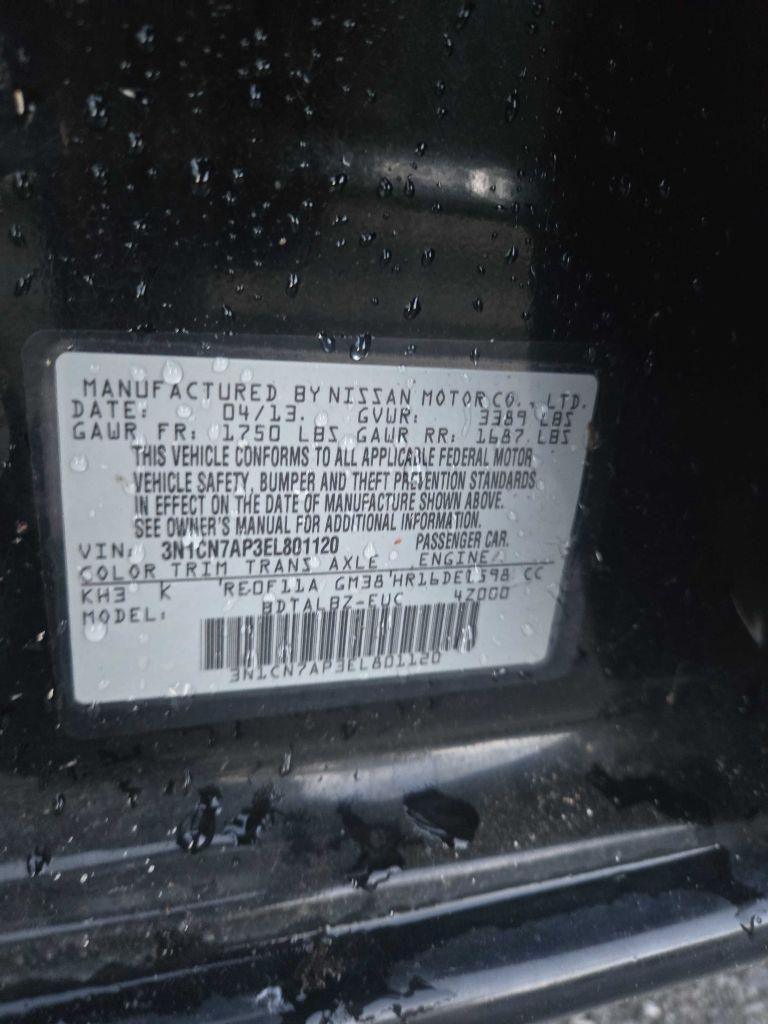 MANUFACTURED BY NISSAN MOTOR CO., LTD.
DATE: 04/13. GVWR: 3389 LBS
GAWR FR: 1750 LBS GAWR RR: 1687 LBS
THIS VEHICLE CONFORMS TO ALL APPLICABLE FEDERAL MOTOR
VEHICLE SAFETY, BUMPER AND THEFT PREVENTION STANDARDS
IN EFFECT ON THE DATE OF MANUFACTURE SHOWN ABOVE.
SEE OWNER'S MANUAL FOR ADDITIONAL INFORMATION.
VIN: 3N1CN7AP3EL801120 PASSENGER CAR.
COLOR TRIM TRANS AXLE ENGINE
KH3 K RE0F11A GM38 HR16DE 1598 CC
MODEL: BDTALBZ-EUC 4Z000
3N1CN7AP3EL801120